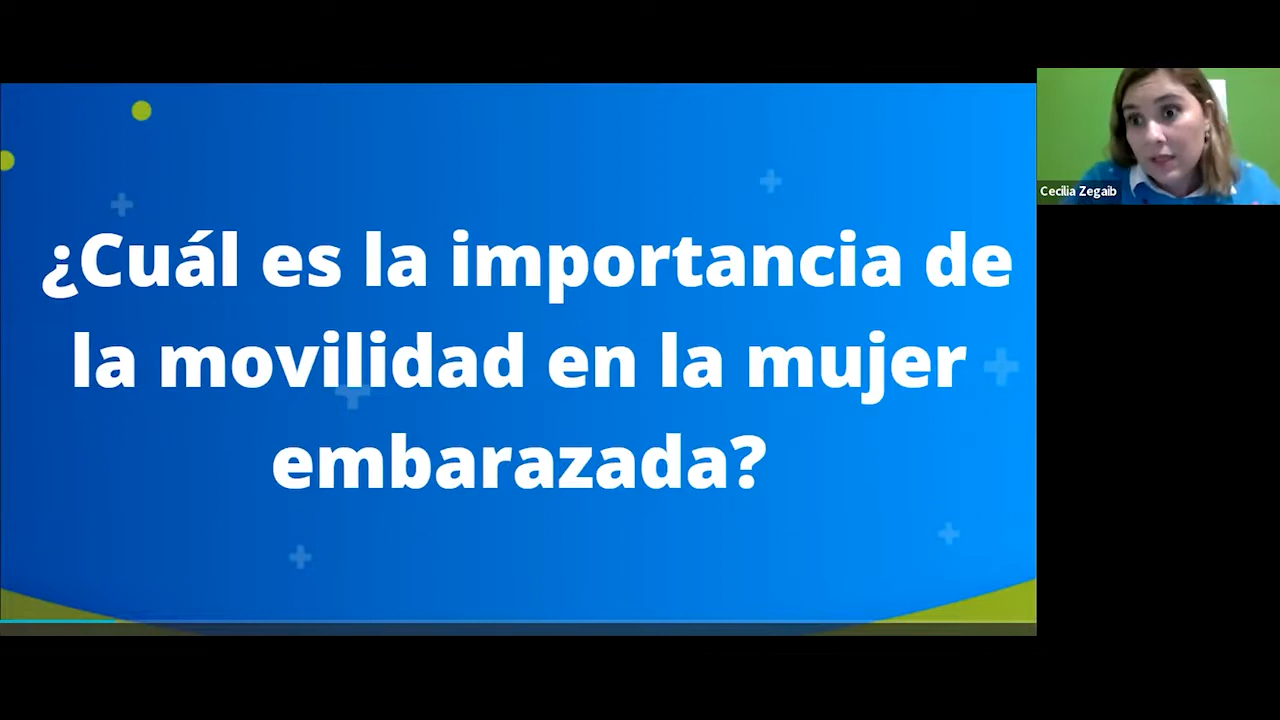 ¿Cuál es la importancia de
la movilidad en la mujer
embarazada?
Cecilia Zegaib